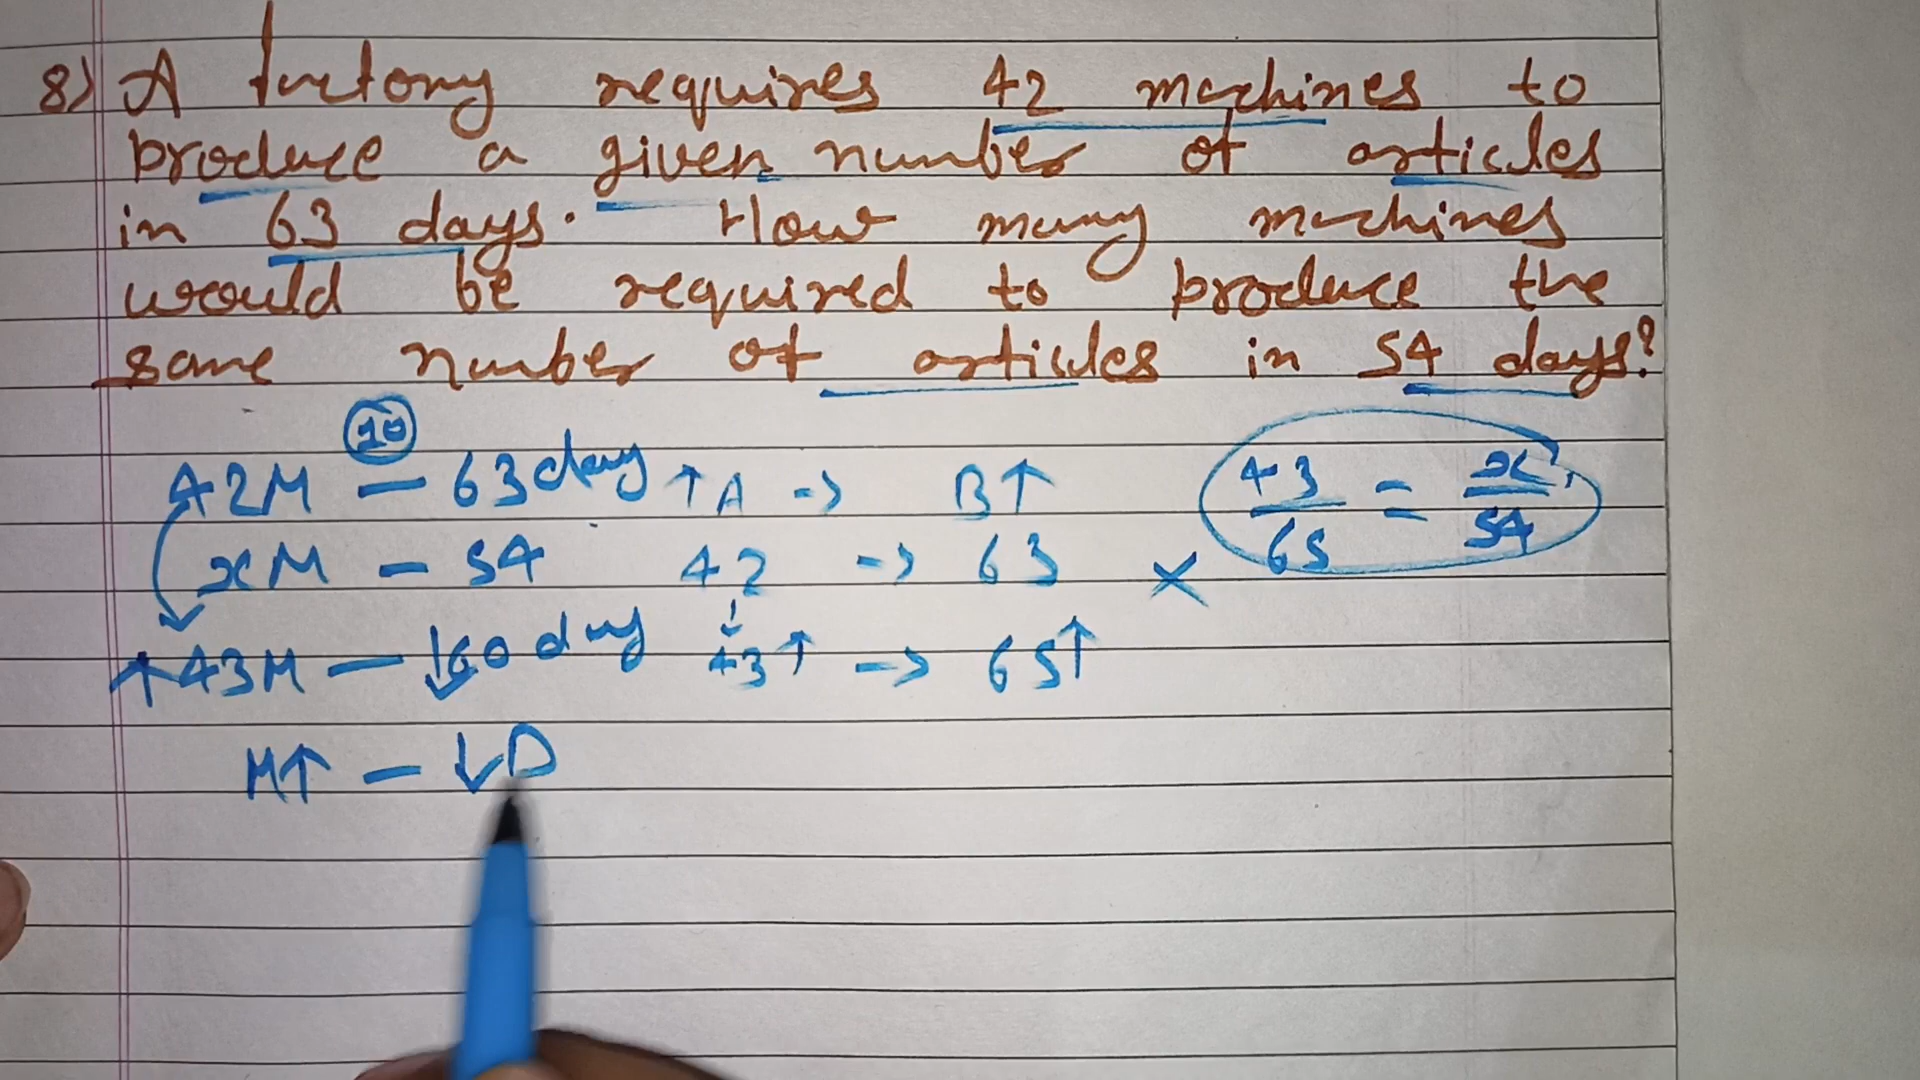 8) A factory requires 42 machines to
produce a given number of articles
in 63 days. How many machines
would be required to produce the
same number of articles in 54 days?
10
42M — 63 day ↑A -> B↑ 43/65 = x/54
xM — 54 42 -> 63 ×
↑43M — ↓60 day 43↑ -> 65↑
M↑ — ↓D